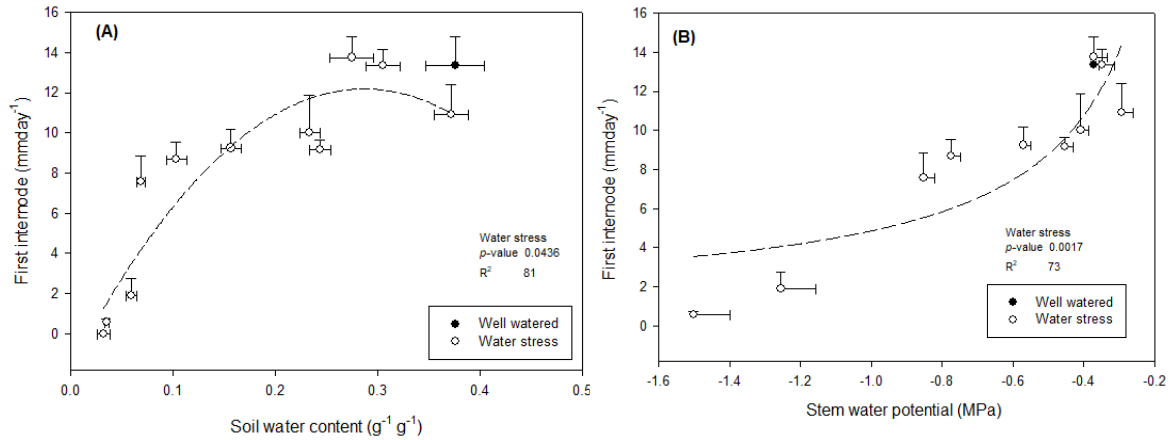 (A)
16
14
12
10
8
6
4
2
0
First internode (mmday⁻¹)
Water stress
p-value 0.0436
R² 81
Well watered
Water stress
0.0
0.1
0.2
0.3
0.4
0.5
Soil water content (g⁻¹ g⁻¹)
(B)
16
14
12
10
8
6
4
2
0
First internode (mmday⁻¹)
Water stress
p-value 0.0017
R² 73
Well watered
Water stress
-1.6
-1.4
-1.2
-1.0
-0.8
-0.6
-0.4
-0.2
Stem water potential (MPa)